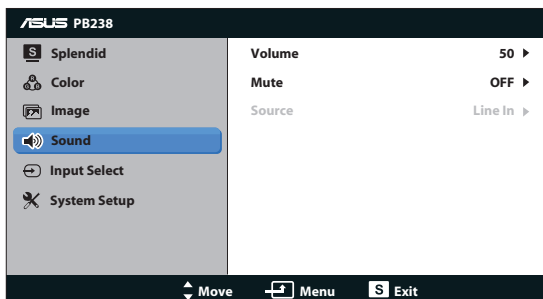 ASUS PB238
S Splendid
Color
Image
Sound
Input Select
System Setup
Volume 50
Mute OFF
Source Line In
Move Menu S Exit